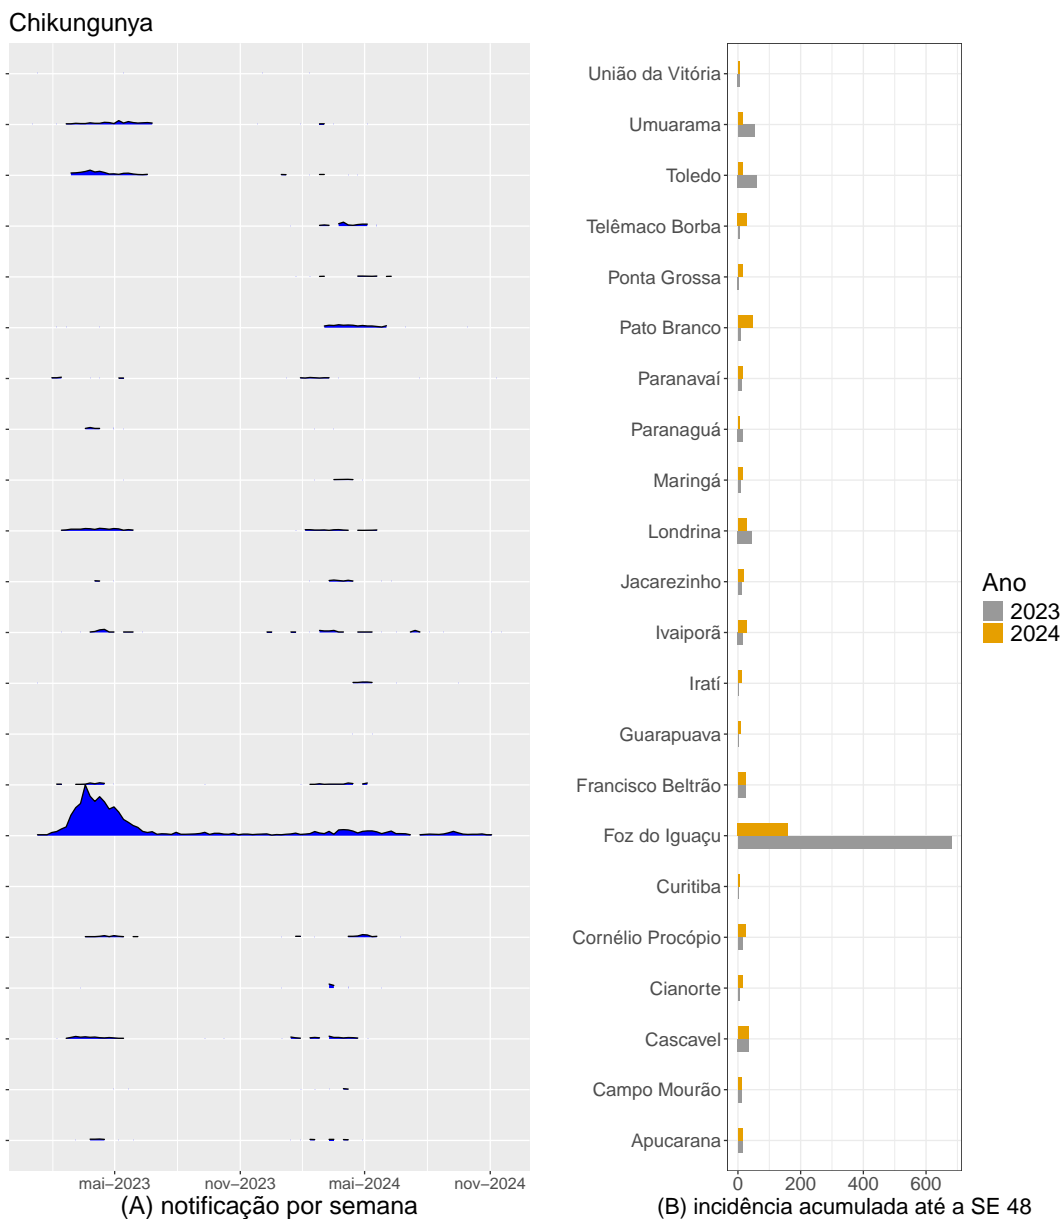 Chikungunya
União da Vitória
Umuarama
Toledo
Telêmaco Borba
Ponta Grossa
Pato Branco
Paranavaí
Paranaguá
Maringá
Londrina
Jacarezinho
Ivaiporã
Iratí
Guarapuava
Francisco Beltrão
Foz do Iguaçu
Curitiba
Cornélio Procópio
Cianorte
Cascavel
Campo Mourão
Apucarana
mai−2023 nov−2023 mai−2024 nov−2024
(A) notificação por semana
0 200 400 600
(B) incidência acumulada até a SE 48
Ano
2023
2024